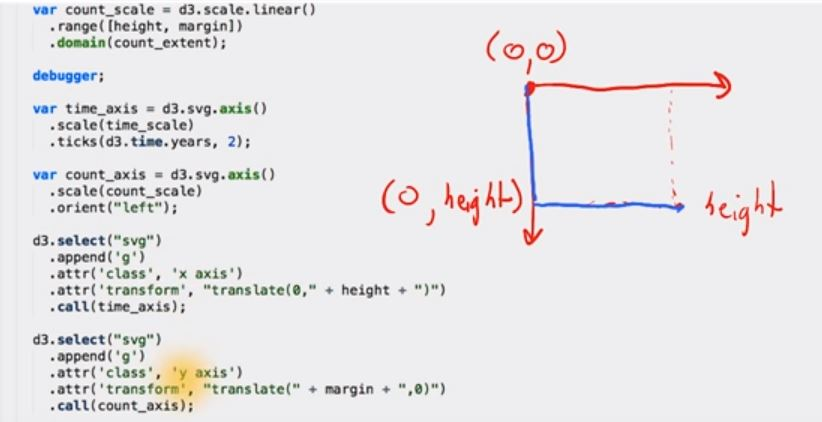 var count_scale = d3.scale.linear()
.range([height, margin])
.domain(count_extent);
debugger;
var time_axis = d3.svg.axis()
.scale(time_scale)
.ticks(d3.time.years, 2);
var count_axis = d3.svg.axis()
.scale(count_scale)
.orient("left");
d3.select("svg")
.append('g')
.attr('class', 'x axis')
.attr('transform', "translate(0," + height + ")")
.call(time_axis);
d3.select("svg")
.append('g')
.attr('class', 'y axis')
.attr('transform', "translate(" + margin + ",0)")
.call(count_axis);
(0,0)
(0, height)
height